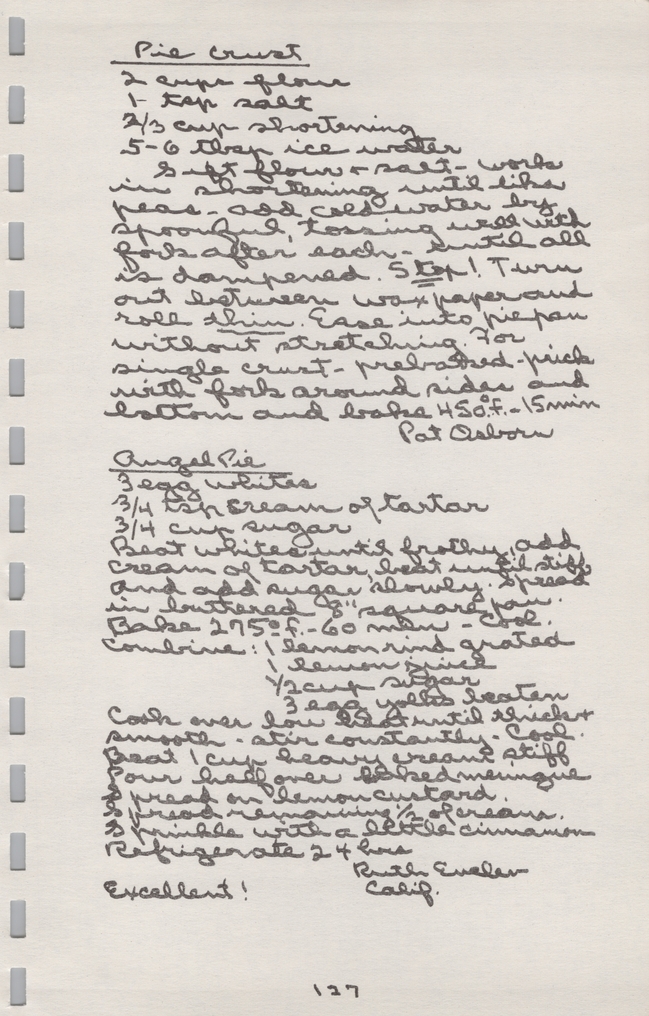 Pie Crust
2 cups flour
1 tsp salt
2/3 cup shortening
5-6 tbsp ice water
Sift flour + salt - work
in shortening until like
peas - add cold water by
spoonful, tossing well with
fork after each - until all
is dampened. Stop! Turn
out between wax paper and
roll thin. Ease into pie pan
without stretching. For
single crust - prebaked - prick
with fork around sides and
bottom and bake 450° f. - 15 min
Pat Osborn
Angel Pie
3 egg whites
3/4 tsp cream of tartar
3/4 cup sugar
Beat whites until frothy, add
cream of tartar, beat until stiff
and add sugar slowly. Spread
in buttered 8" square pan.
Bake 275° f. - 60 min - Cool.
Combine: 1 lemon rind grated
1 lemon juice
1/2 cup sugar
3 egg yolks beaten
Cook over low heat until thick +
smooth - stir constantly - Cool.
Beat 1 cup heavy cream stiff
Pour half over baked meringue
Spread on lemon custard.
Spread remaining 1/2 of cream.
Sprinkle with a little cinnamon
Refrigerate 24 hrs
Ruth
Excellent! Calif.
127